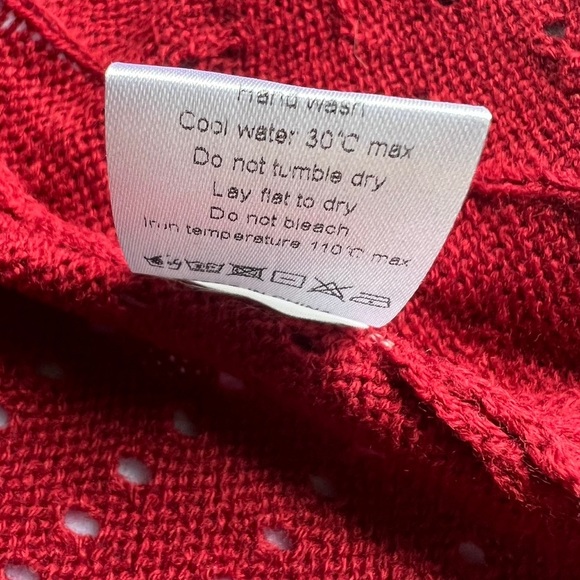 Hand wash
Cool water 30°C max
Do not tumble dry
Lay flat to dry
Do not bleach
Iron temperature 110°C max